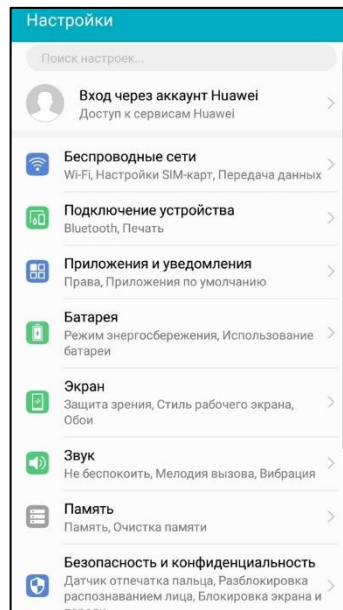 Настройки
Поиск настроек...
Вход через аккаунт Huawei
Доступ к сервисам Huawei
Беспроводные сети
Wi-Fi, Настройки SIM-карт, Передача данных
Подключение устройства
Bluetooth, Печать
Приложения и уведомления
Права, Приложения по умолчанию
Батарея
Режим энергосбережения, Использование
батареи
Экран
Защита зрения, Стиль рабочего экрана,
Обои
Звук
Не беспокоить, Мелодия вызова, Вибрация
Память
Память, Очистка памяти
Безопасность и конфиденциальность
Датчик отпечатка пальца, Разблокировка
распознаванием лица, Блокировка экрана и